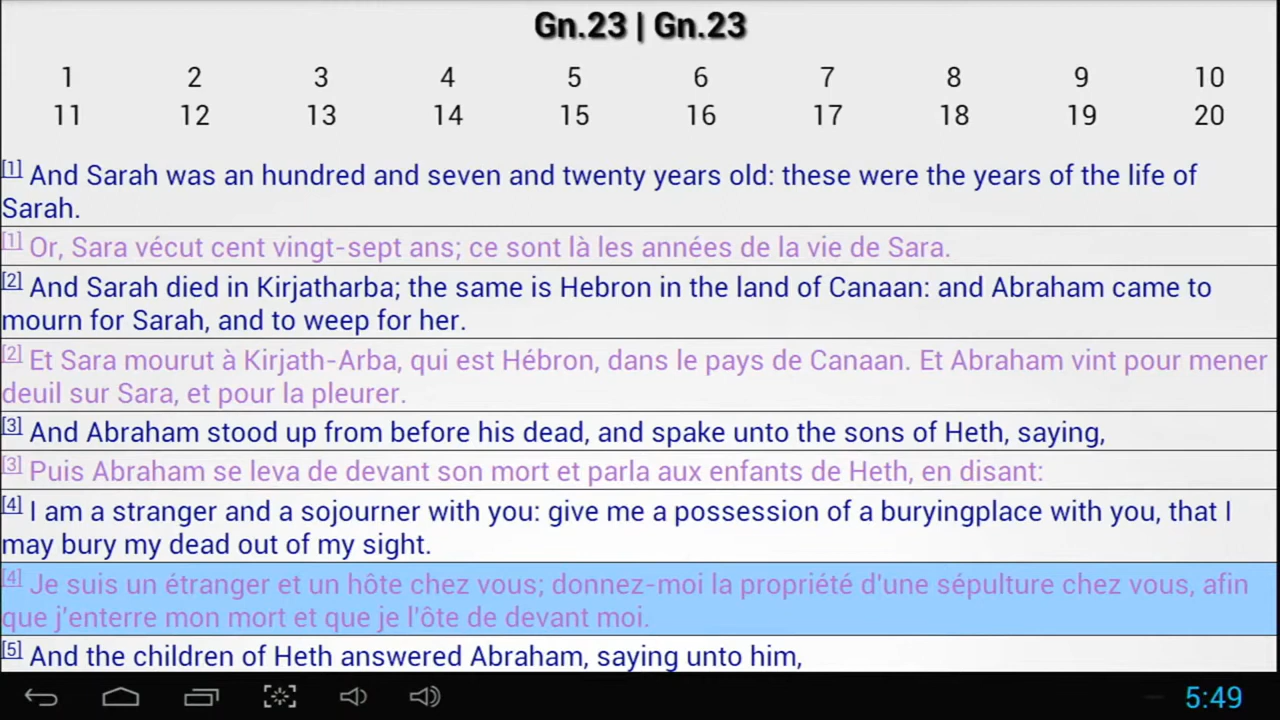 Gn.23 | Gn.23
1 2 3 4 5 6 7 8 9 10
11 12 13 14 15 16 17 18 19 20
[1] And Sarah was an hundred and seven and twenty years old: these were the years of the life of
Sarah.
[1] Or, Sara vécut cent vingt-sept ans; ce sont là les années de la vie de Sara.
[2] And Sarah died in Kirjatharba; the same is Hebron in the land of Canaan: and Abraham came to
mourn for Sarah, and to weep for her.
[2] Et Sara mourut à Kirjath-Arba, qui est Hébron, dans le pays de Canaan. Et Abraham vint pour mener
deuil sur Sara, et pour la pleurer.
[3] And Abraham stood up from before his dead, and spake unto the sons of Heth, saying,
[3] Puis Abraham se leva de devant son mort et parla aux enfants de Heth, en disant:
[4] I am a stranger and a sojourner with you: give me a possession of a buryingplace with you, that I
may bury my dead out of my sight.
[4] Je suis un étranger et un hôte chez vous; donnez-moi la propriété d'une sépulture chez vous, afin
que j'enterre mon mort et que je l'ôte de devant moi.
[5] And the children of Heth answered Abraham, saying unto him,
5:49